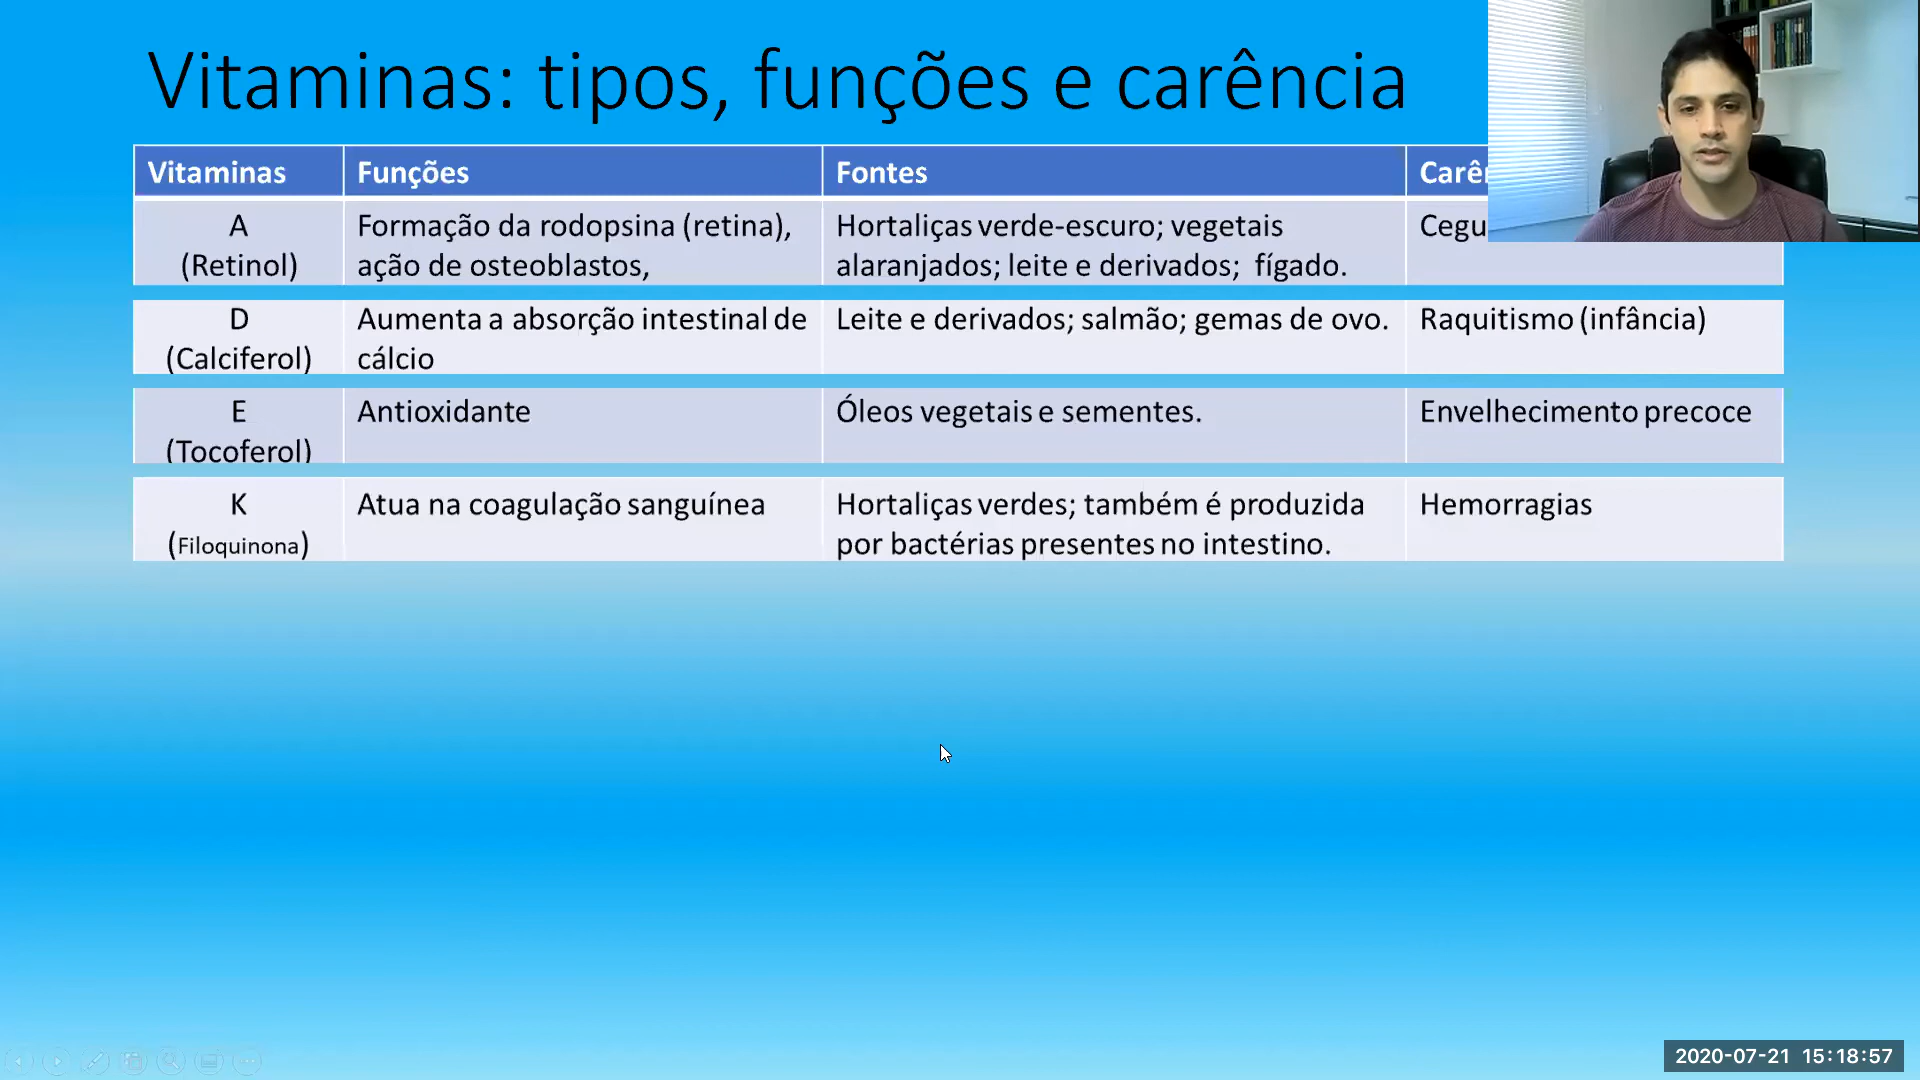 Vitaminas: tipos, funções e carência
Vitaminas Funções Fontes
A Formação da rodopsina (retina), Hortaliças verde-escuro; vegetais
(Retinol) ação de osteoblastos, alaranjados; leite e derivados; fígado.
D Aumenta a absorção intestinal de Leite e derivados; salmão; gemas de ovo. Raquitismo (infância)
(Calciferol) cálcio
E Antioxidante Óleos vegetais e sementes. Envelhecimento precoce
(Tocoferol)
K Atua na coagulação sanguínea Hortaliças verdes; também é produzida Hemorragias
(Filoquinona) por bactérias presentes no intestino.
2020-07-21 15:18:57